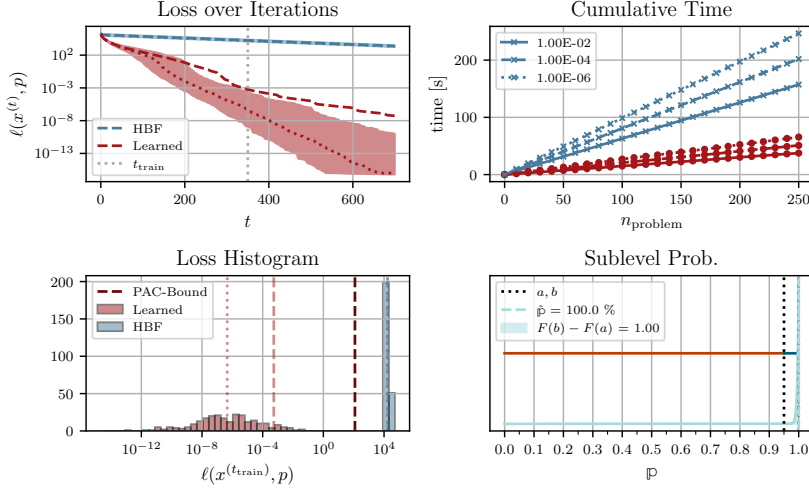 Loss over Iterations
ℓ(x^(t), p)
10^2
10^−3
10^−8
10^−13
HBF
Learned
t_train
0
200
400
600
t
Cumulative Time
time [s]
200
100
0
1.00E-02
1.00E-04
1.00E-06
0
50
100
150
200
250
n_problem
Loss Histogram
200
150
100
50
0
PAC-Bound
Learned
HBF
10^−12
10^−8
10^−4
10^0
10^4
ℓ(x^(t_train), p)
Sublevel Prob.
a, b
p̂ = 100.0 %
F(b) − F(a) = 1.00
0.0
0.1
0.2
0.3
0.4
0.5
0.6
0.7
0.8
0.9
1.0
ℙ